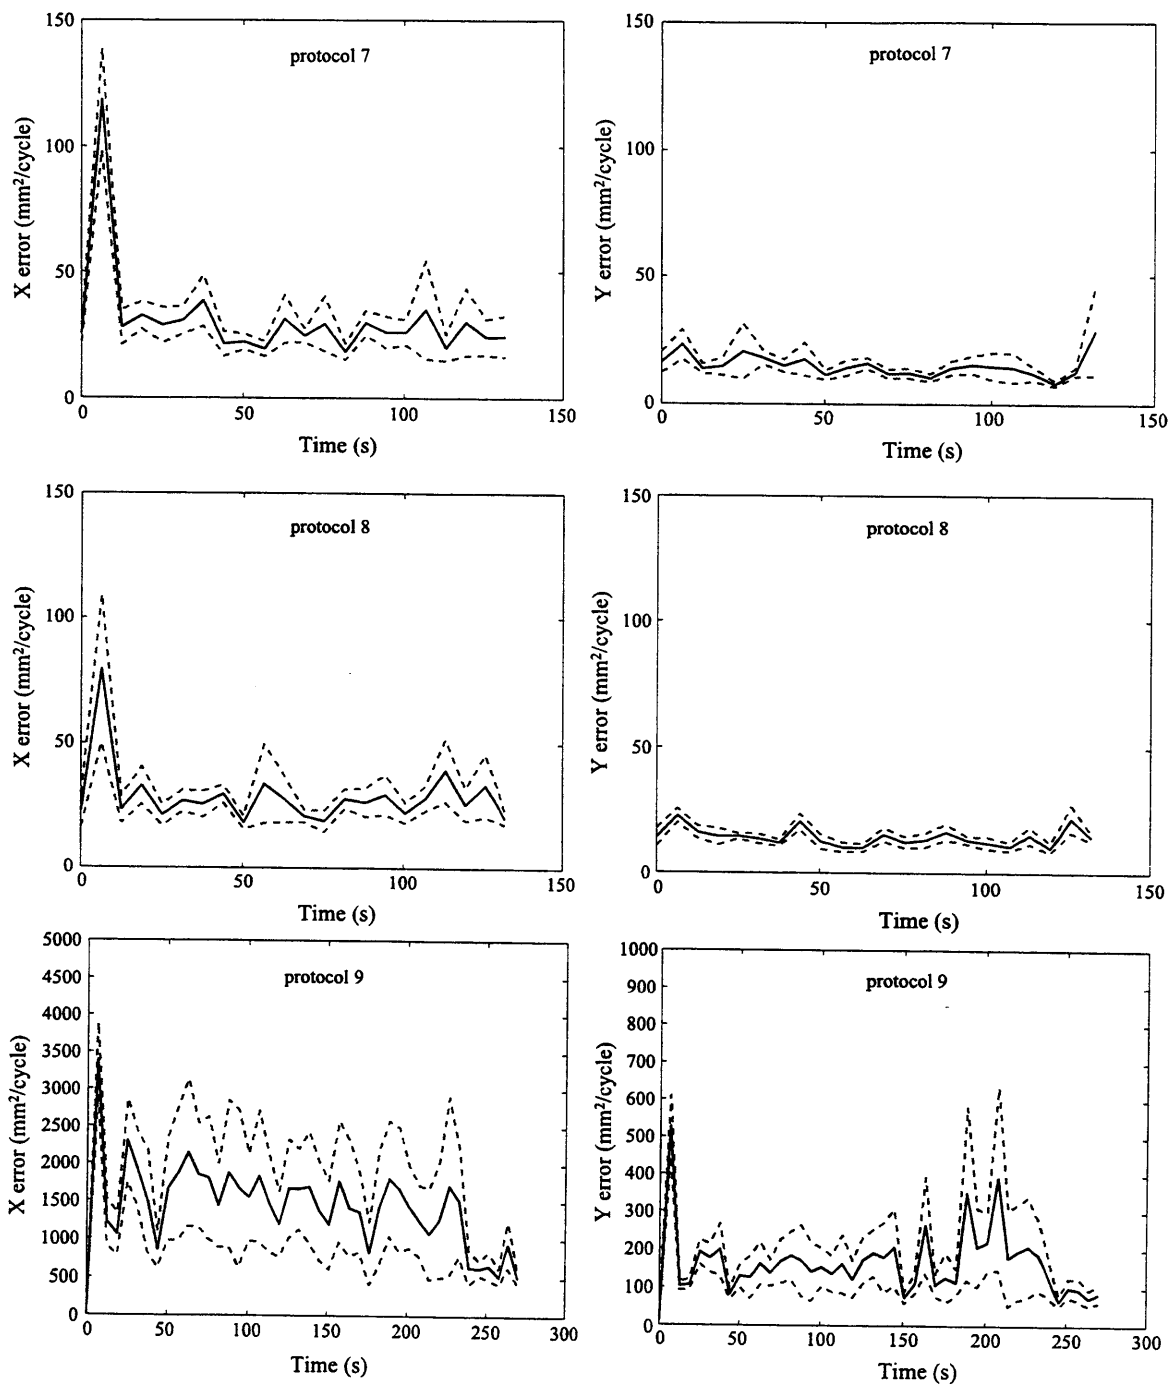 150
100
50
0
X error (mm²/cycle)
protocol 7
0 50 100 150
Time (s)
150
100
50
0
Y error (mm²/cycle)
protocol 7
0 50 100 150
Time (s)
150
100
50
0
X error (mm²/cycle)
protocol 8
0 50 100 150
Time (s)
150
100
50
0
Y error (mm²/cycle)
protocol 8
0 50 100 150
Time (s)
5000
4500
4000
3500
3000
2500
2000
1500
1000
500
0
X error (mm²/cycle)
protocol 9
0 50 100 150 200 250 300
Time (s)
1000
900
800
700
600
500
400
300
200
100
0
Y error (mm²/cycle)
protocol 9
0 50 100 150 200 250 300
Time (s)